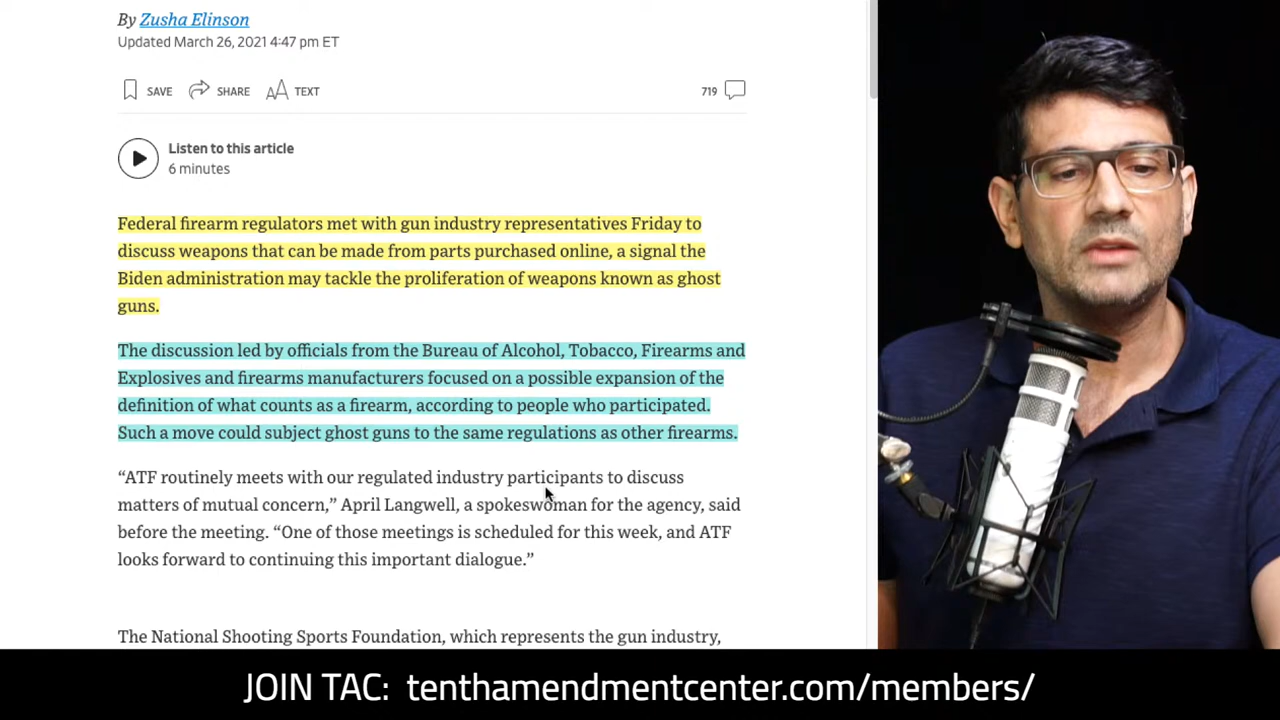 By Zusha Elinson
Updated March 26, 2021 4:47 pm ET
SAVE SHARE AA TEXT 719
Listen to this article
6 minutes
Federal firearm regulators met with gun industry representatives Friday to
discuss weapons that can be made from parts purchased online, a signal the
Biden administration may tackle the proliferation of weapons known as ghost
guns.
The discussion led by officials from the Bureau of Alcohol, Tobacco, Firearms and
Explosives and firearms manufacturers focused on a possible expansion of the
definition of what counts as a firearm, according to people who participated.
Such a move could subject ghost guns to the same regulations as other firearms.
“ATF routinely meets with our regulated industry participants to discuss
matters of mutual concern,” April Langwell, a spokeswoman for the agency, said
before the meeting. “One of those meetings is scheduled for this week, and ATF
looks forward to continuing this important dialogue.”
The National Shooting Sports Foundation, which represents the gun industry,
JOIN TAC: tenthamendmentcenter.com/members/